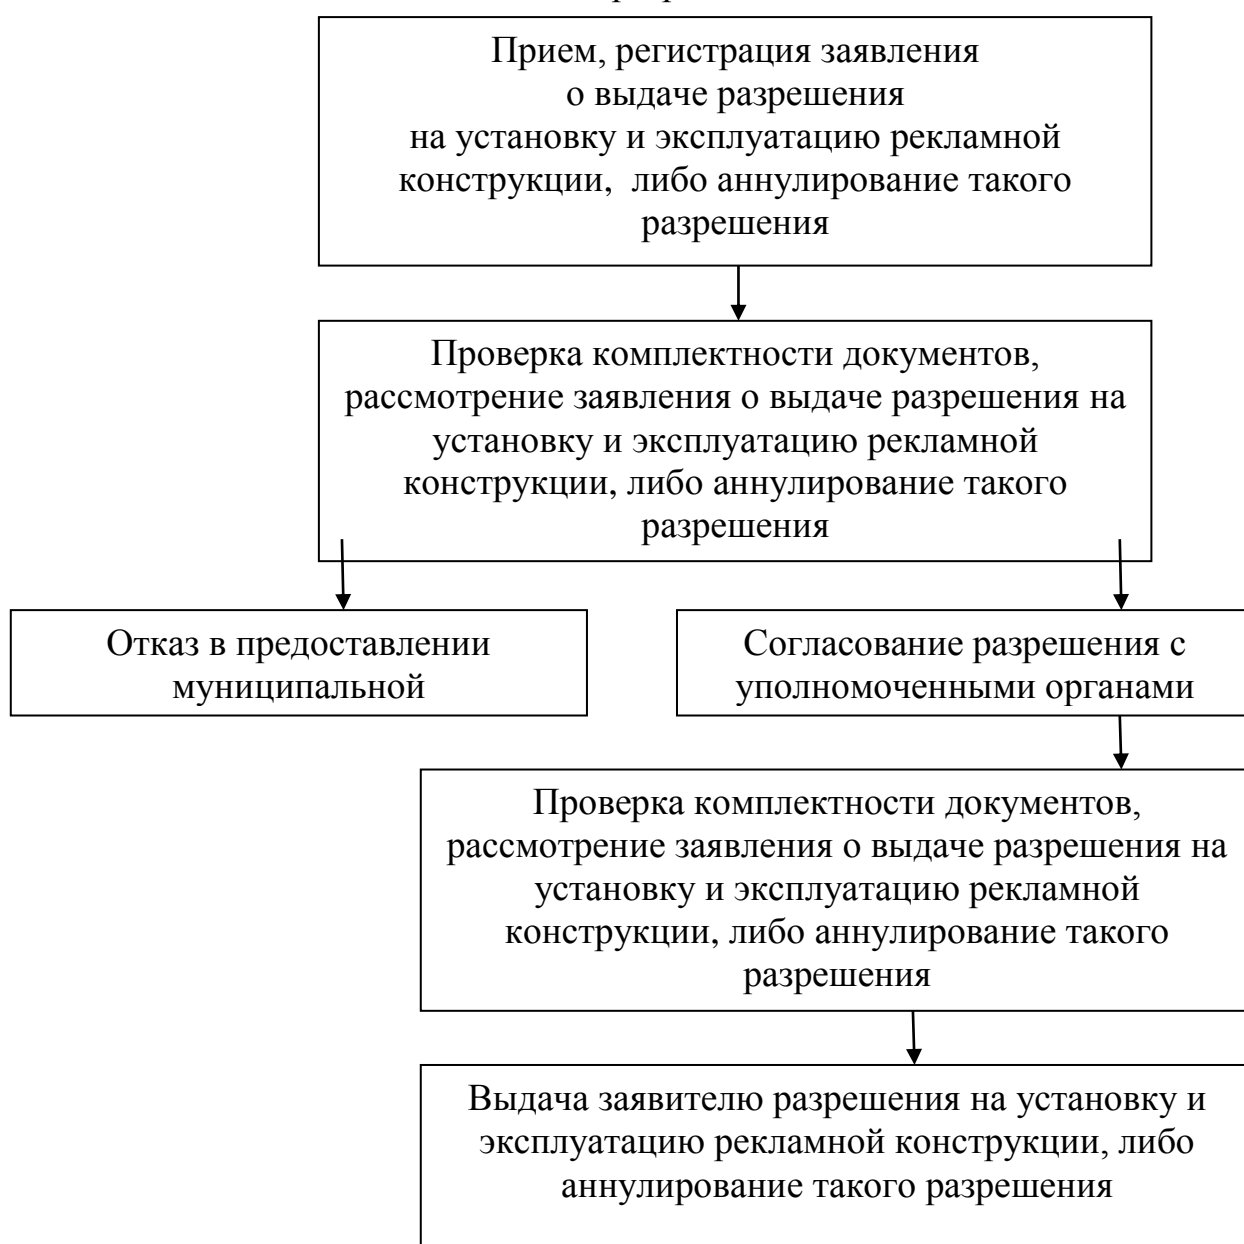 Прием, регистрация заявления
о выдаче разрешения
на установку и эксплуатацию рекламной
конструкции, либо аннулирование такого
разрешения
Проверка комплектности документов,
рассмотрение заявления о выдаче разрешения на
установку и эксплуатацию рекламной
конструкции, либо аннулирование такого
разрешения
Отказ в предоставлении
муниципальной
Согласование разрешения с
уполномоченными органами
Проверка комплектности документов,
рассмотрение заявления о выдаче разрешения на
установку и эксплуатацию рекламной
конструкции, либо аннулирование такого
разрешения
Выдача заявителю разрешения на установку и
эксплуатацию рекламной конструкции, либо
аннулирование такого разрешения